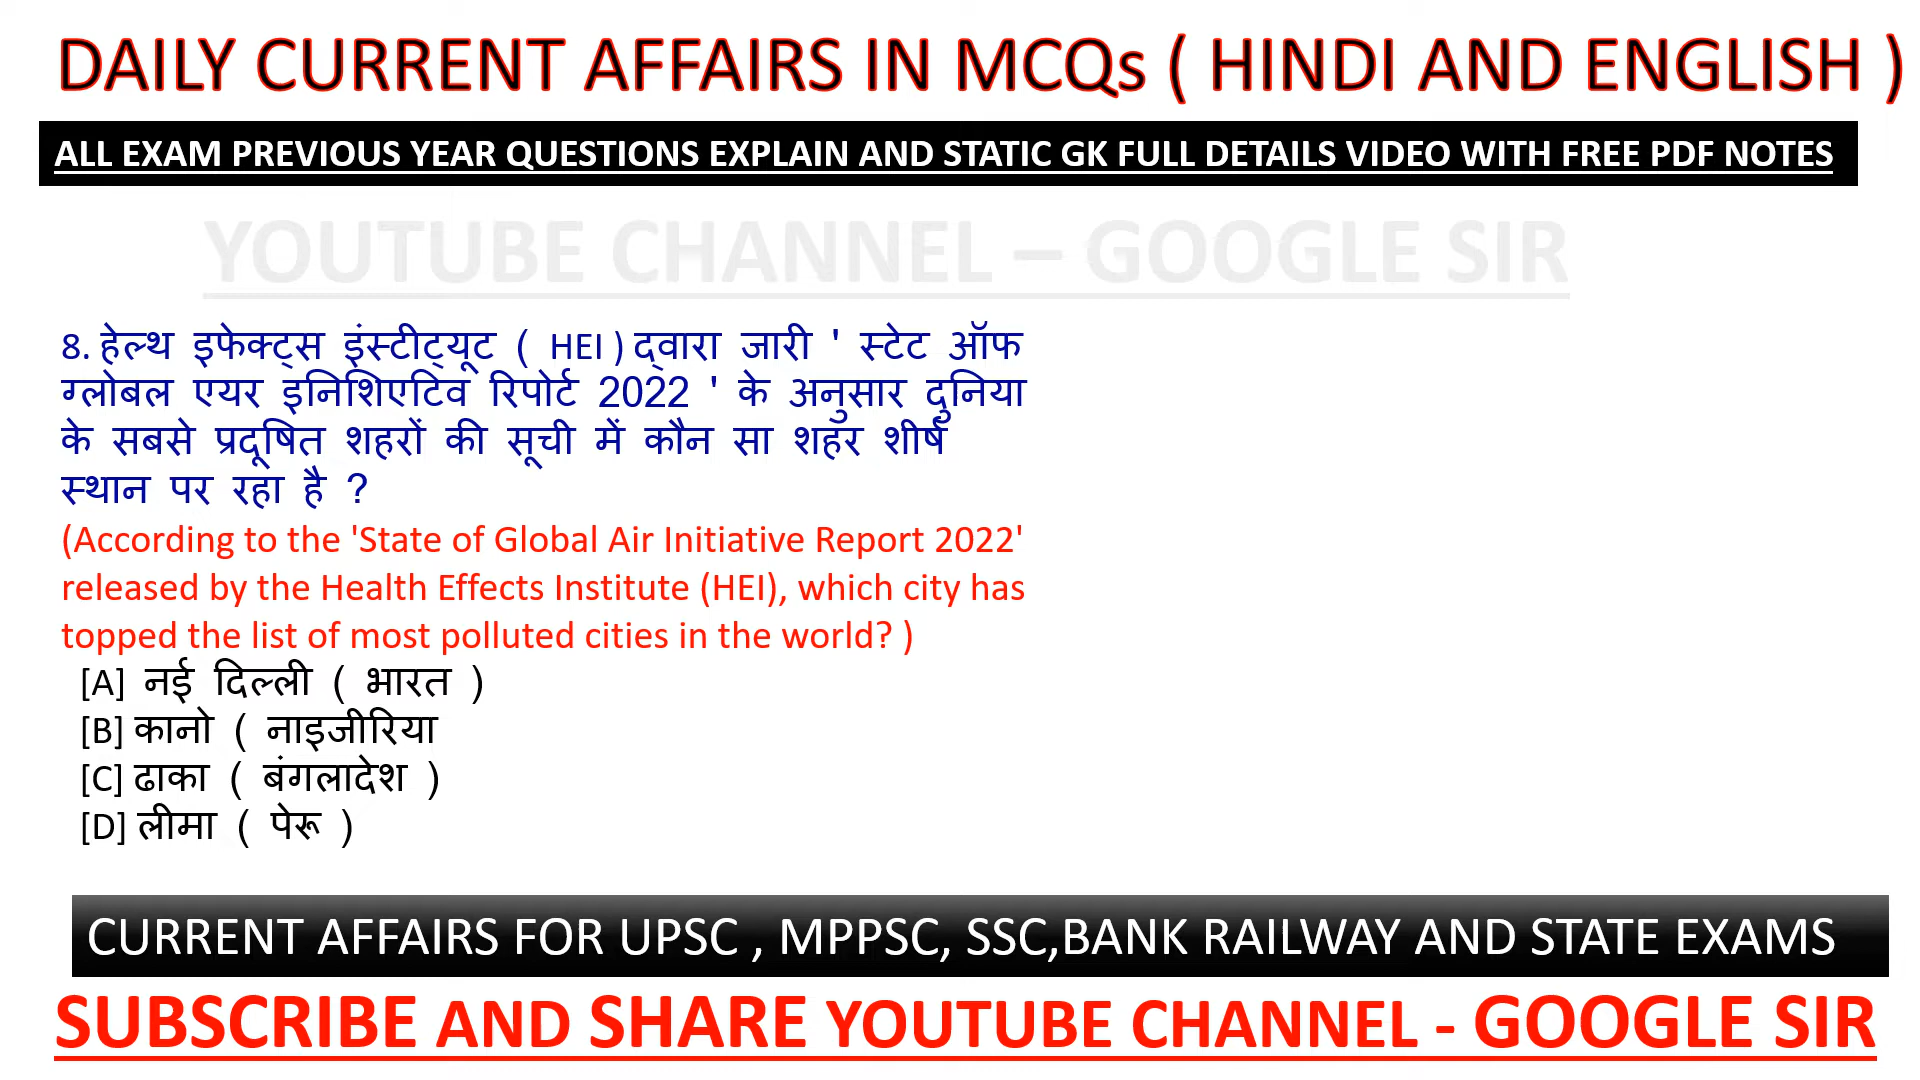 DAILY CURRENT AFFAIRS IN MCQs ( HINDI AND ENGLISH )
ALL EXAM PREVIOUS YEAR QUESTIONS EXPLAIN AND STATIC GK FULL DETAILS VIDEO WITH FREE PDF NOTES
YOUTUBE CHANNEL – GOOGLE SIR
8. हेल्थ इफेक्ट्स इंस्टीट्यूट ( HEI ) द्वारा जारी ' स्टेट ऑफ
ग्लोबल एयर इनिशिएटिव रिपोर्ट 2022 ' के अनुसार दुनिया
के सबसे प्रदूषित शहरों की सूची में कौन सा शहर शीर्ष
स्थान पर रहा है ?
(According to the 'State of Global Air Initiative Report 2022'
released by the Health Effects Institute (HEI), which city has
topped the list of most polluted cities in the world? )
[A] नई दिल्ली ( भारत )
[B] कानो ( नाइजीरिया
[C] ढाका ( बंगलादेश )
[D] लीमा ( पेरू )
CURRENT AFFAIRS FOR UPSC , MPPSC, SSC,BANK RAILWAY AND STATE EXAMS
SUBSCRIBE AND SHARE YOUTUBE CHANNEL - GOOGLE SIR